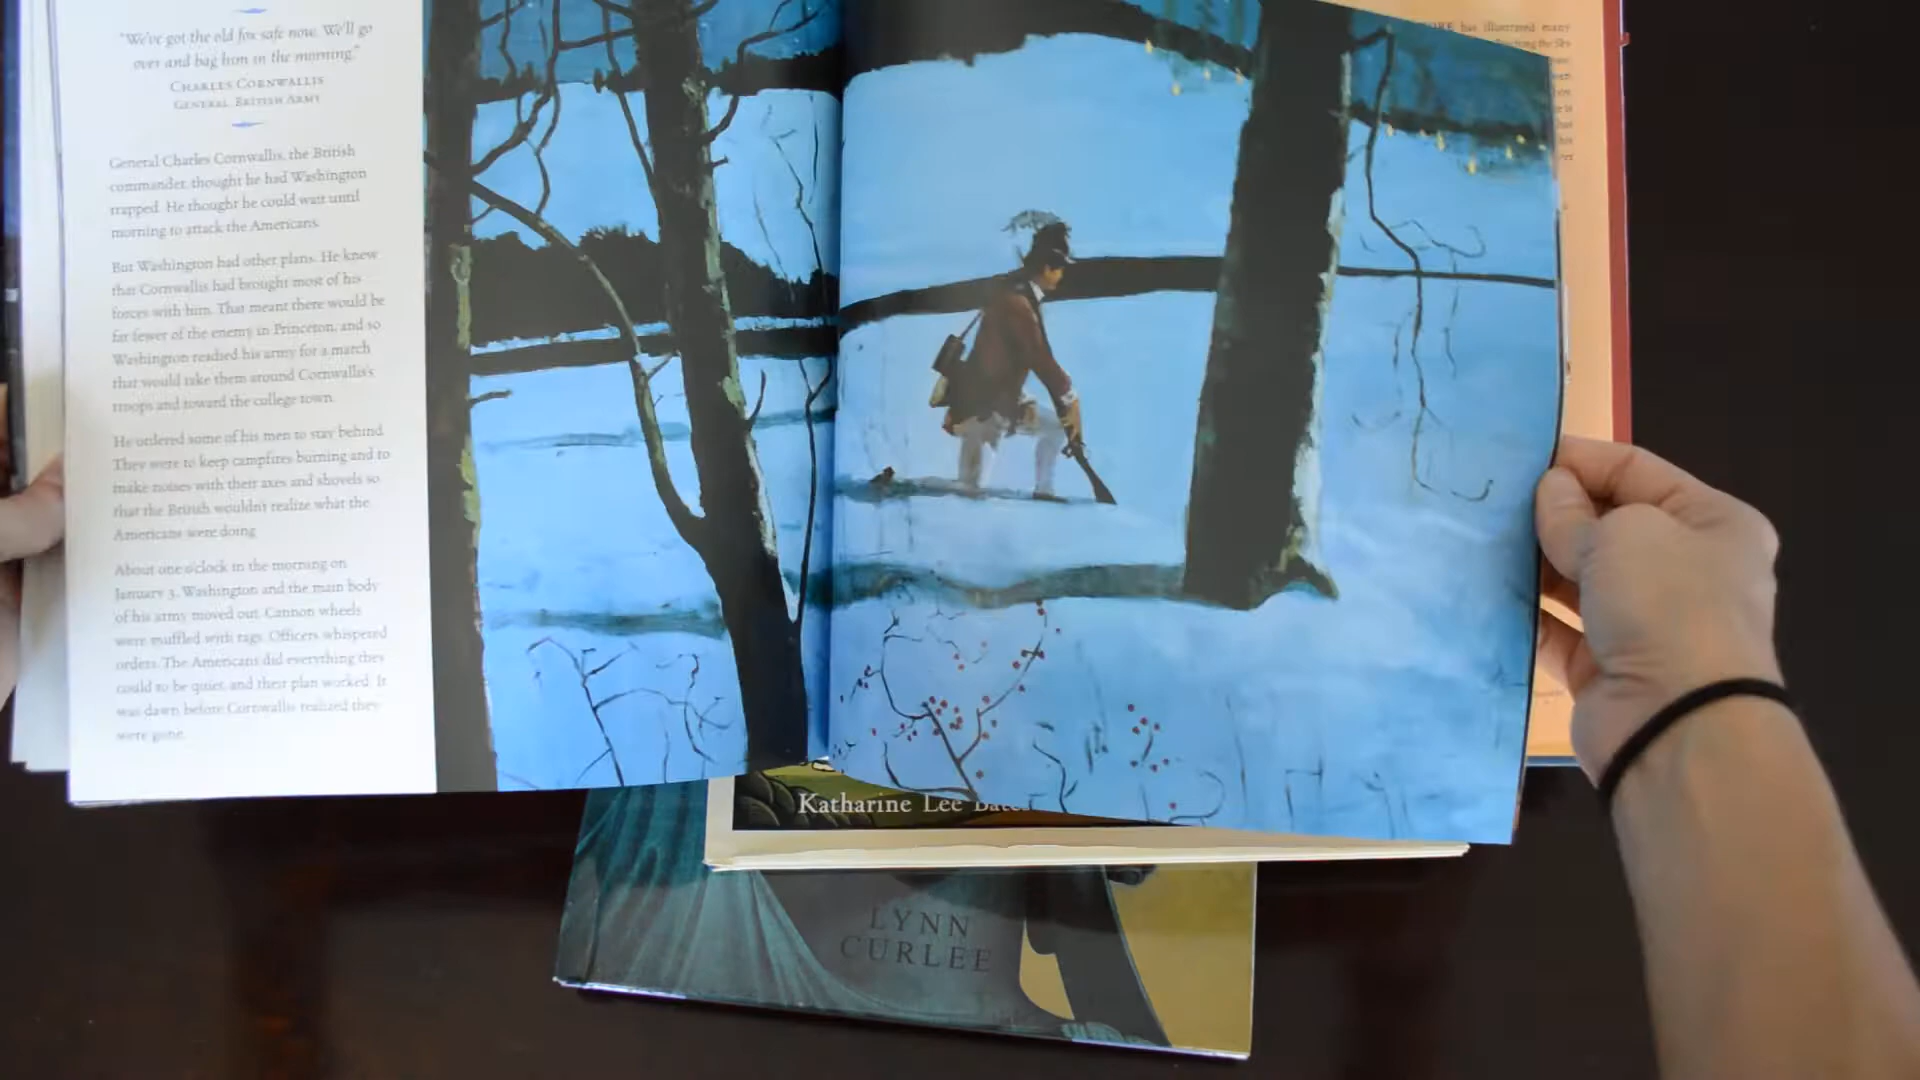 "We've got the old fox safe now. We'll go
over and bag him in the morning."
CHARLES CORNWALLIS
GENERAL BRITISH ARMY
General Charles Cornwallis, the British
commander, thought he had Washington
trapped. He thought he could wait until
morning to attack the Americans.
But Washington had other plans. He knew
that Cornwallis had brought most of his
forces with him. That meant there would be
far fewer of the enemy in Princeton, and so
Washington readied his army for a march
that would take them around Cornwallis's
troops and toward the college town.
He ordered some of his men to stay behind.
They were to keep campfires burning and to
make noises with their axes and shovels so
that the British wouldn't realize what the
Americans were doing.
About one o'clock in the morning on
January 3, Washington and the main body
of his army moved out. Cannon wheels
were muffled with rags. Officers whispered
orders. The Americans did everything they
could to be quiet, and their plan worked. It
was dawn before Cornwallis realized they
were gone.
has illustrated many
Katharine Lee Bates
LYNN
CURLEE